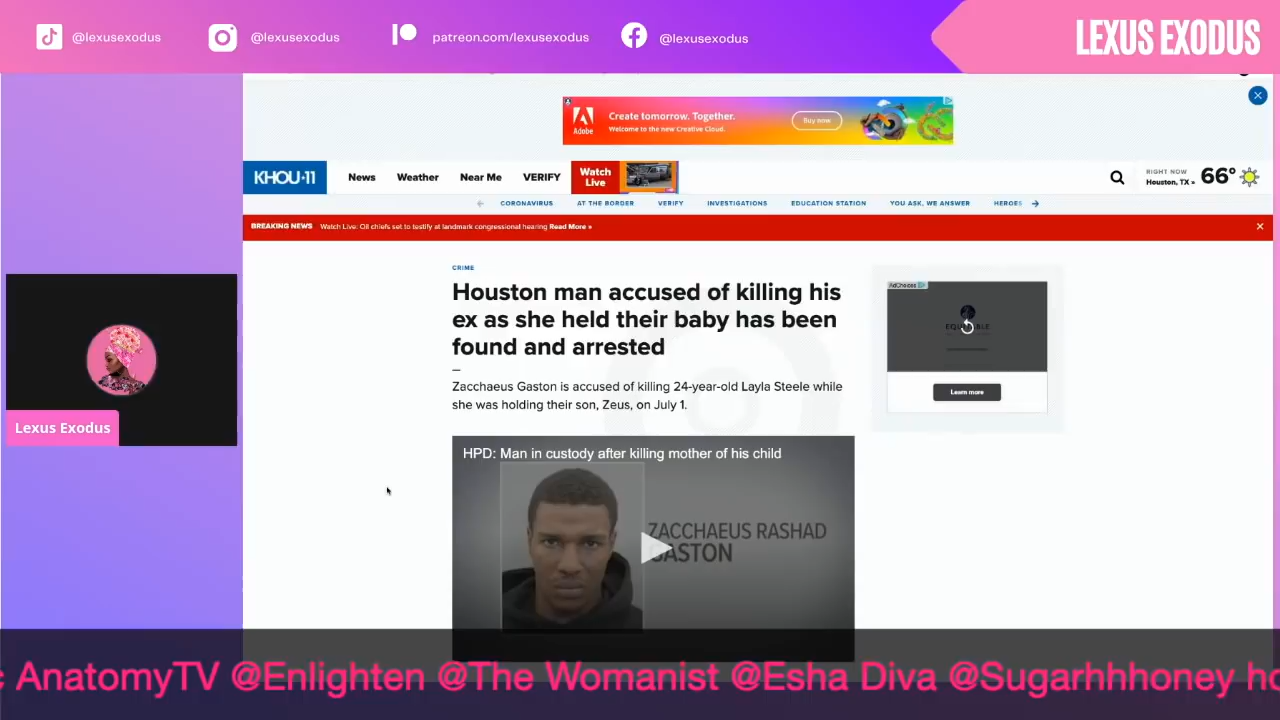 @lexusexodus
@lexusexodus
patreon.com/lexusexodus
@lexusexodus
LEXUS EXODUS
Adobe
Create tomorrow. Together.
Welcome to the new Creative Cloud.
Buy now
KHOU·11
News
Weather
Near Me
VERIFY
Watch
Live
RIGHT NOW
Houston, TX »
66°
CORONAVIRUS
AT THE BORDER
VERIFY
INVESTIGATIONS
EDUCATION STATION
YOU ASK, WE ANSWER
HEROES
BREAKING NEWS Watch Live: Oil chiefs set to testify at landmark congressional hearing Read More »
CRIME
Houston man accused of killing his
ex as she held their baby has been
found and arrested
Zacchaeus Gaston is accused of killing 24-year-old Layla Steele while
she was holding their son, Zeus, on July 1.
AdChoices
Learn more
HPD: Man in custody after killing mother of his child
ZACCHAEUS RASHAD
GASTON
Lexus Exodus
AnatomyTV @Enlighten @The Womanist @Esha Diva @Sugarhhhoney